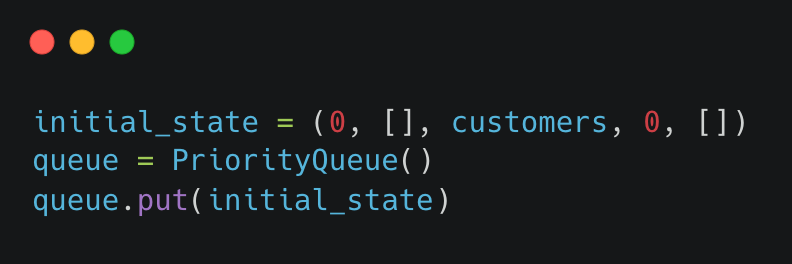 initial_state = (0, [], customers, 0, [])
queue = PriorityQueue()
queue.put(initial_state)